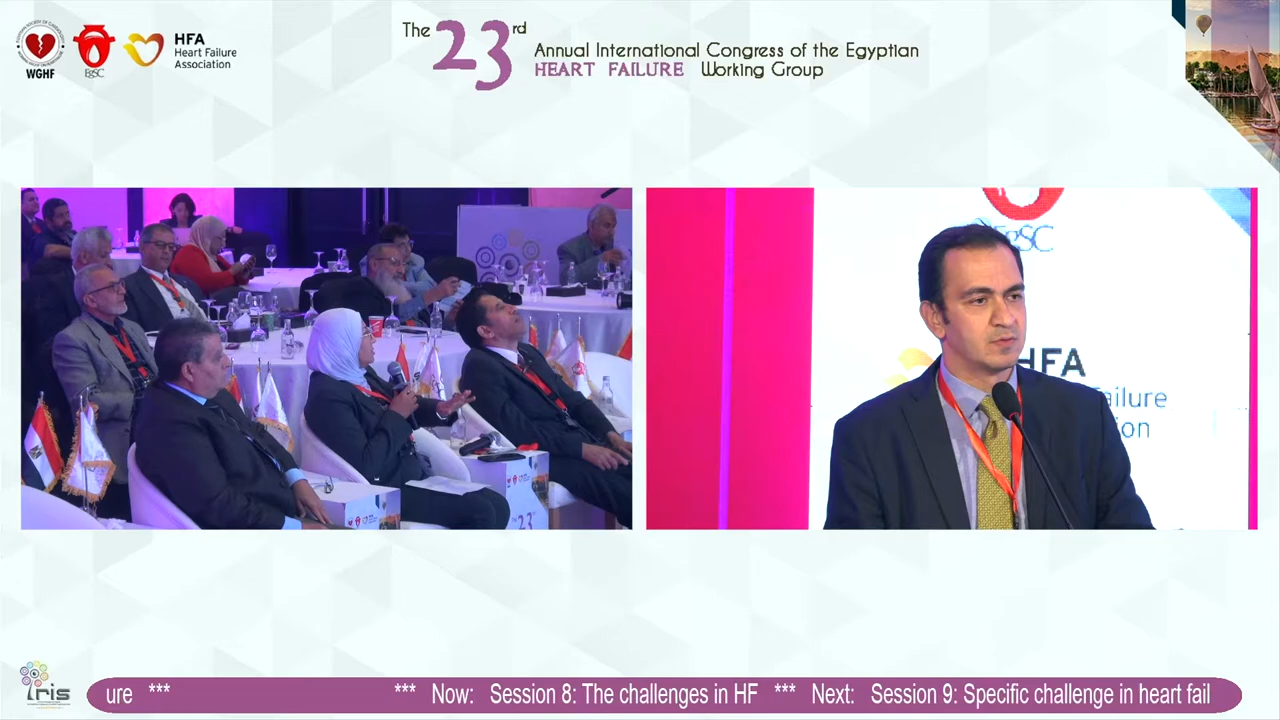 WGHF
EgSC
HFA
Heart Failure
Association
The 23rd
Annual International Congress of the Egyptian
HEART FAILURE Working Group
EgSC
HFA
ailure
ion
The
23
iris
ure *** *** Now: Session 8: The challenges in HF *** Next: Session 9: Specific challenge in heart fail